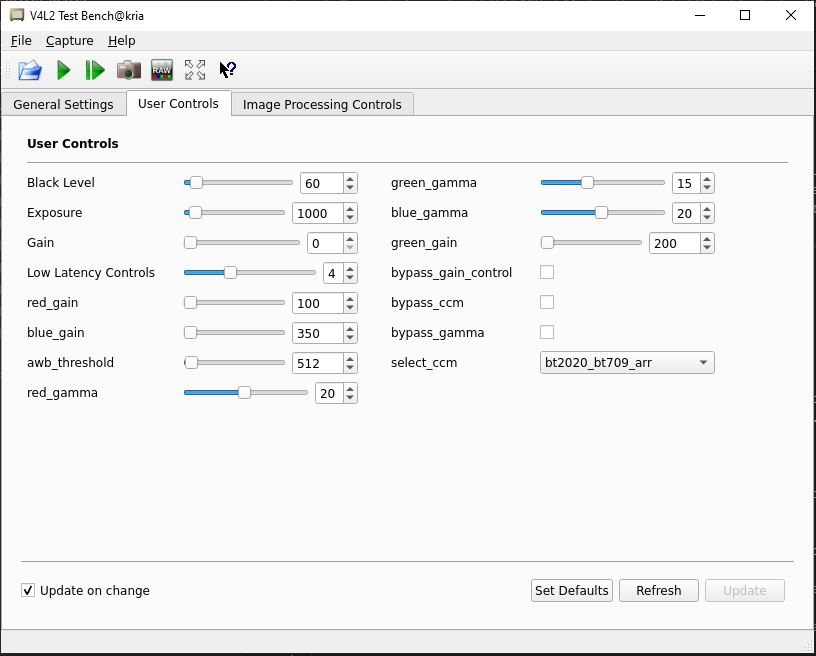 V4L2 Test Bench@kria
File Capture Help
RAW
General Settings User Controls Image Processing Controls
User Controls
Black Level 60 green_gamma 15
Exposure 1000 blue_gamma 20
Gain 0 green_gain 200
Low Latency Controls 4 bypass_gain_control
red_gain 100 bypass_ccm
blue_gain 350 bypass_gamma
awb_threshold 512 select_ccm bt2020_bt709_arr
red_gamma 20
Update on change Set Defaults Refresh Update